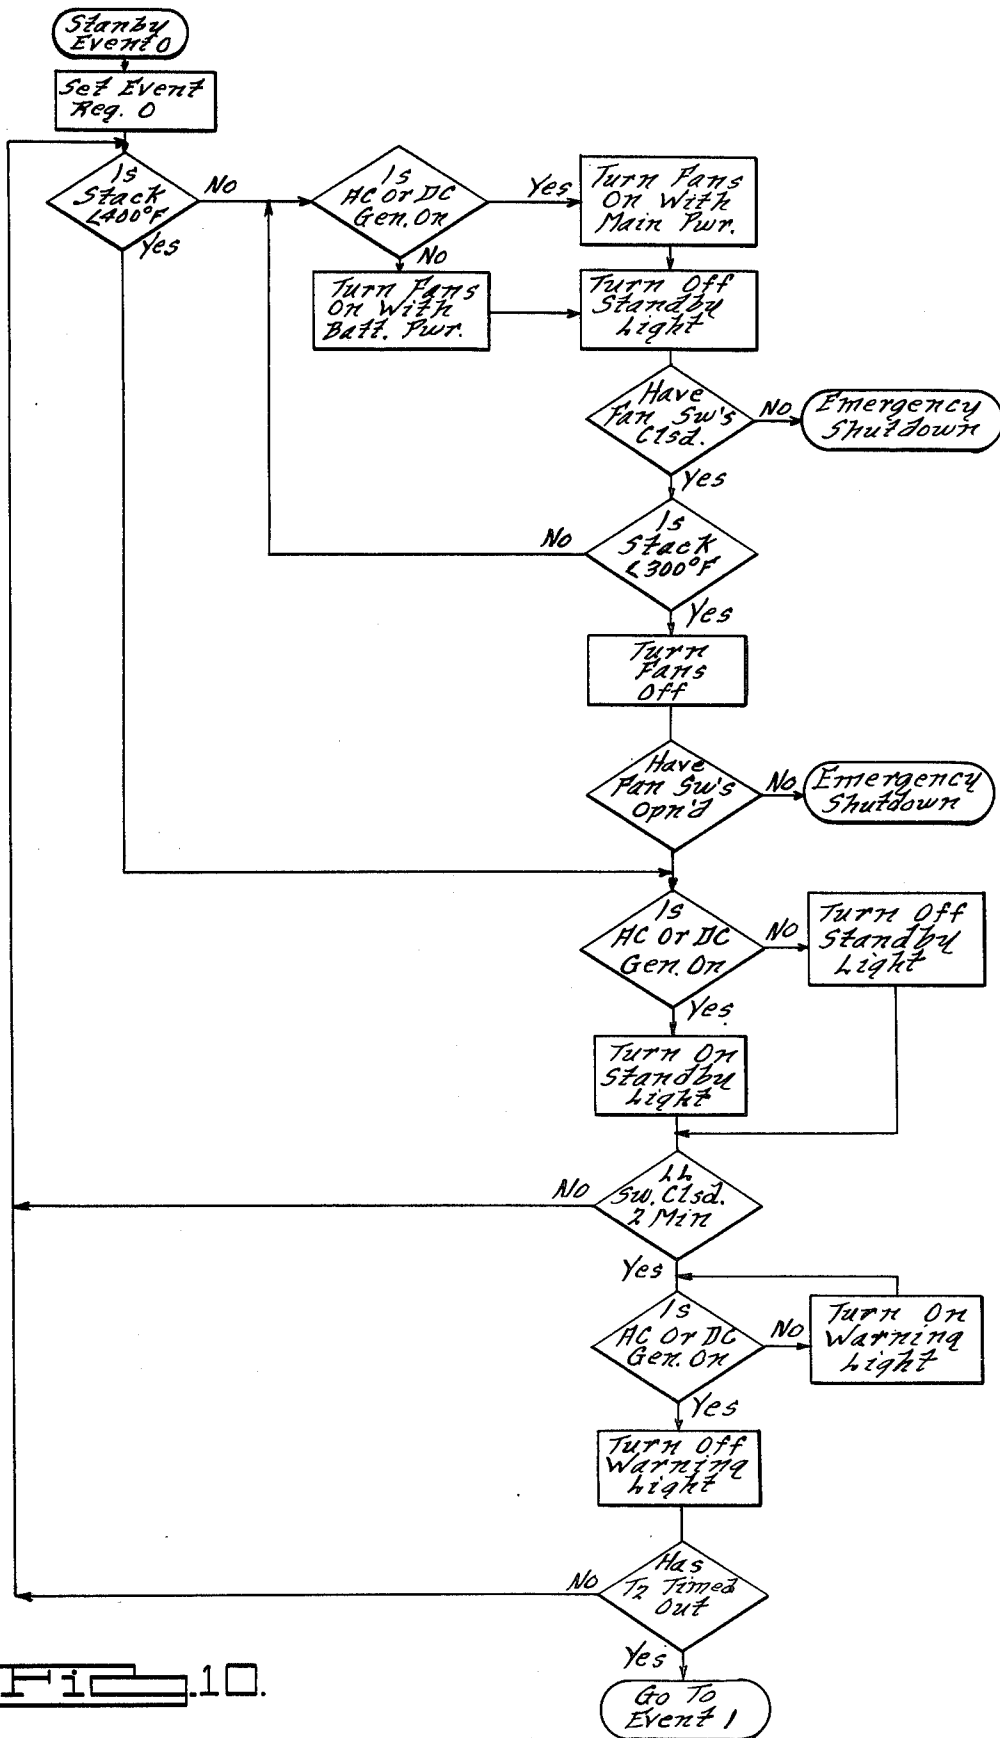 Stanby
Event 0
Set Event
Reg. 0
Is
Stack
<400°F
No
Yes
Is
AC Or DC
Gen. On
Yes
No
Turn Fans
On With
Main Pwr.
Turn Fans
On With
Batt. Pwr.
Turn Off
Standby
Light
Have
Fan Sw's
Clsd.
No
Emergency
Shutdown
Yes
Is
Stack
<300°F
No
Yes
Turn
Fans
Off
Have
Fan Sw's
Opn'd
No
Emergency
Shutdown
Is
AC Or DC
Gen. On
No
Turn Off
Standby
Light
Yes
Turn On
Standby
Light
LL
Sw. Clsd.
2 Min
No
Yes
Is
AC Or DC
Gen. On
No
Turn On
Warning
Light
Yes
Turn Off
Warning
Light
Has
T2 Timed
Out
No
Yes
Go To
Event 1
Fig. 10.